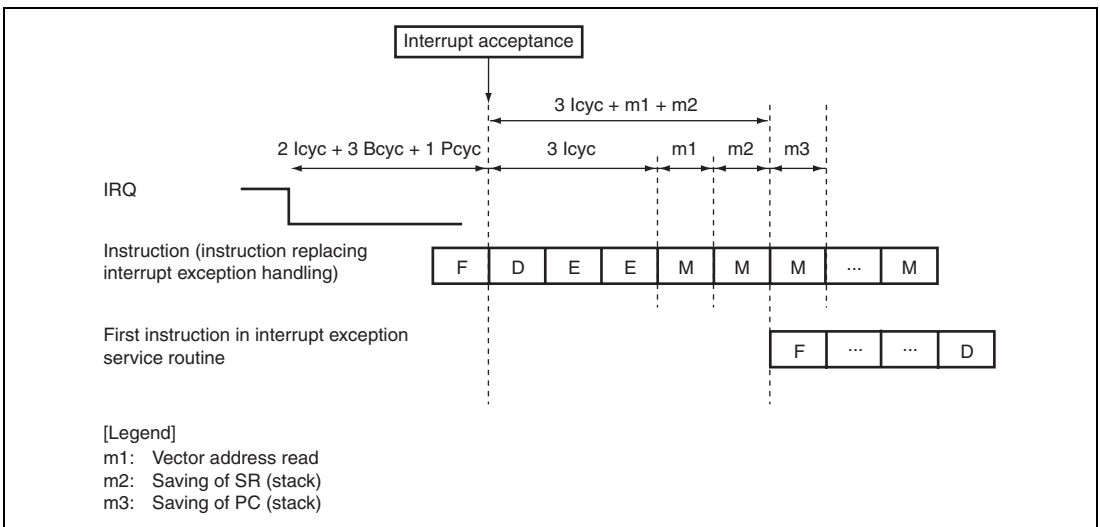 Interrupt acceptance
3 Icyc + m1 + m2
2 Icyc + 3 Bcyc + 1 Pcyc
3 Icyc
m1
m2
m3
IRQ
Instruction (instruction replacing
interrupt exception handling)
F D E E M M M ... M
First instruction in interrupt exception
service routine
F ... ... D
[Legend]
m1: Vector address read
m2: Saving of SR (stack)
m3: Saving of PC (stack)